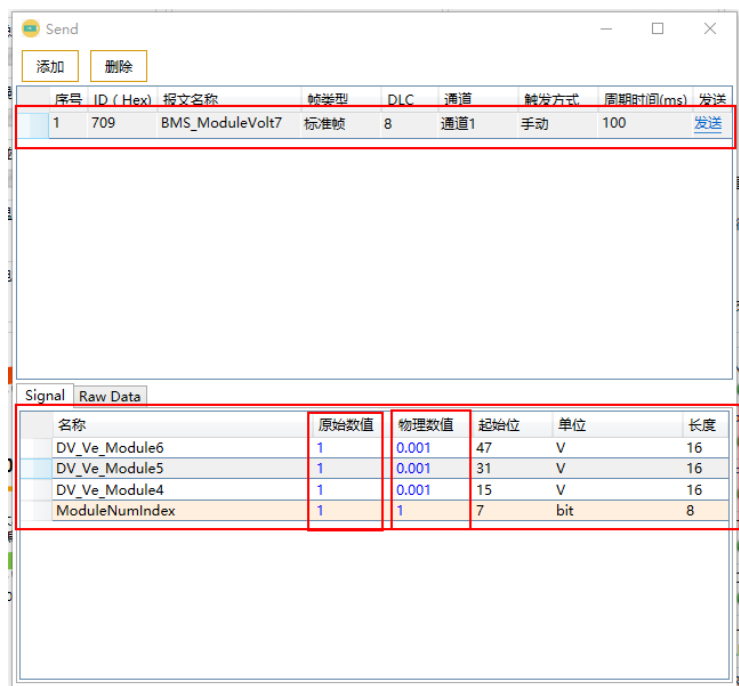 Send
添加 删除
序号 ID ( Hex) 报文名称 帧类型 DLC 通道 触发方式 周期时间(ms) 发送
1 709 BMS_ModuleVolt7 标准帧 8 通道1 手动 100 发送
Signal Raw Data
名称 原始数值 物理数值 起始位 单位 长度
DV_Ve_Module6 1 0.001 47 V 16
DV_Ve_Module5 1 0.001 31 V 16
DV_Ve_Module4 1 0.001 15 V 16
ModuleNumIndex 1 1 7 bit 8